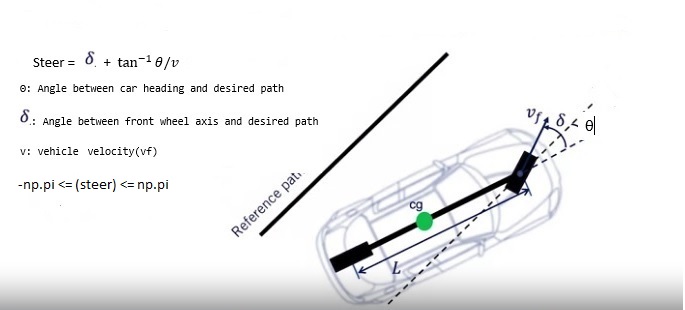 Steer = δ. + tan⁻¹ θ/v
θ: Angle between car heading and desired path
δ.: Angle between front wheel axis and desired path
v: vehicle velocity(vf)
-np.pi <= (steer) <= np.pi
Reference path
cg
L
vf
δ < θ